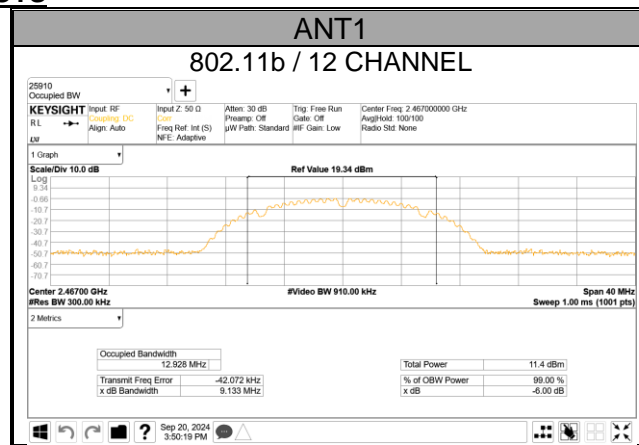 ANT1
802.11b / 12 CHANNEL
25910
Occupied BW
KEYSIGHT Input: RF Input Z: 50 Ω Atten: 30 dB Trig: Free Run Center Freq: 2.467000000 GHz
RL Coupling: DC Corr Preamp: Off Gate: Off Avg|Hold: 100/100
Align: Auto Freq Ref: Int (S) µW Path: Standard #IF Gain: Low Radio Std: None
NFE: Adaptive
1 Graph
Scale/Div 10.0 dB Ref Value 19.34 dBm
Log
9.34
-0.66
-10.7
-20.7
-30.7
-40.7
-50.7
-60.7
-70.7
Center 2.46700 GHz #Video BW 910.00 kHz Span 40 MHz
#Res BW 300.00 kHz Sweep 1.00 ms (1001 pts)
2 Metrics
Occupied Bandwidth
12.928 MHz Total Power 11.4 dBm
Transmit Freq Error -42.072 kHz % of OBW Power 99.00 %
x dB Bandwidth 9.133 MHz x dB -6.00 dB
? Sep 20, 2024
3:50:19 PM